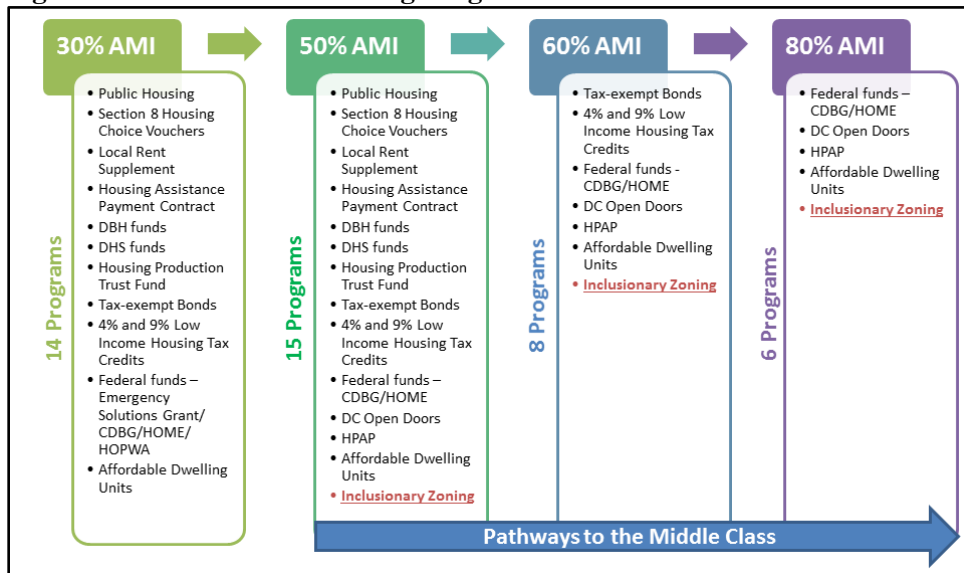 30% AMI
50% AMI
60% AMI
80% AMI
14 Programs
• Public Housing
• Section 8 Housing
Choice Vouchers
• Local Rent
Supplement
• Housing Assistance
Payment Contract
• DBH funds
• DHS funds
• Housing Production
Trust Fund
• Tax-exempt Bonds
• 4% and 9% Low
Income Housing Tax
Credits
• Federal funds –
Emergency
Solutions Grant/
CDBG/HOME/
HOPWA
• Affordable Dwelling
Units
15 Programs
• Public Housing
• Section 8 Housing
Choice Vouchers
• Local Rent
Supplement
• Housing Assistance
Payment Contract
• DBH funds
• DHS funds
• Housing Production
Trust Fund
• Tax-exempt Bonds
• 4% and 9% Low
Income Housing Tax
Credits
• Federal funds –
CDBG/HOME
• DC Open Doors
• HPAP
• Affordable Dwelling
Units
• Inclusionary Zoning
8 Programs
• Tax-exempt Bonds
• 4% and 9% Low
Income Housing Tax
Credits
• Federal funds -
CDBG/HOME
• DC Open Doors
• HPAP
• Affordable Dwelling
Units
• Inclusionary Zoning
6 Programs
• Federal funds –
CDBG/HOME
• DC Open Doors
• HPAP
• Affordable Dwelling
Units
• Inclusionary Zoning
Pathways to the Middle Class